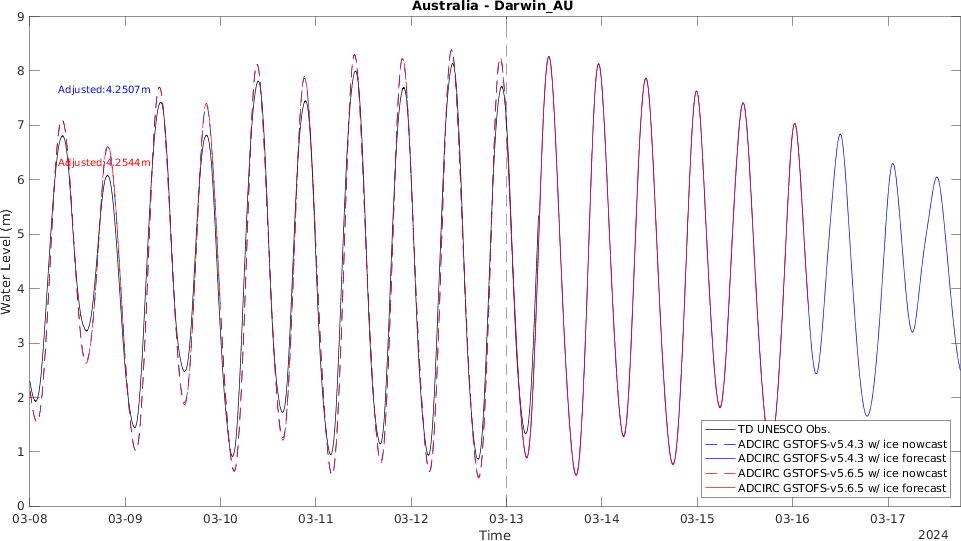 Australia - Darwin_AU
9
8
7
6
5
4
3
2
1
0
Water Level (m)
Adjusted:4.2507m
Adjusted:4.2544m
TD UNESCO Obs.
ADCIRC GSTOFS-v5.4.3 w/ ice nowcast
ADCIRC GSTOFS-v5.4.3 w/ ice forecast
ADCIRC GSTOFS-v5.6.5 w/ ice nowcast
ADCIRC GSTOFS-v5.6.5 w/ ice forecast
03-08 03-09 03-10 03-11 03-12 03-13 03-14 03-15 03-16 03-17
Time
2024